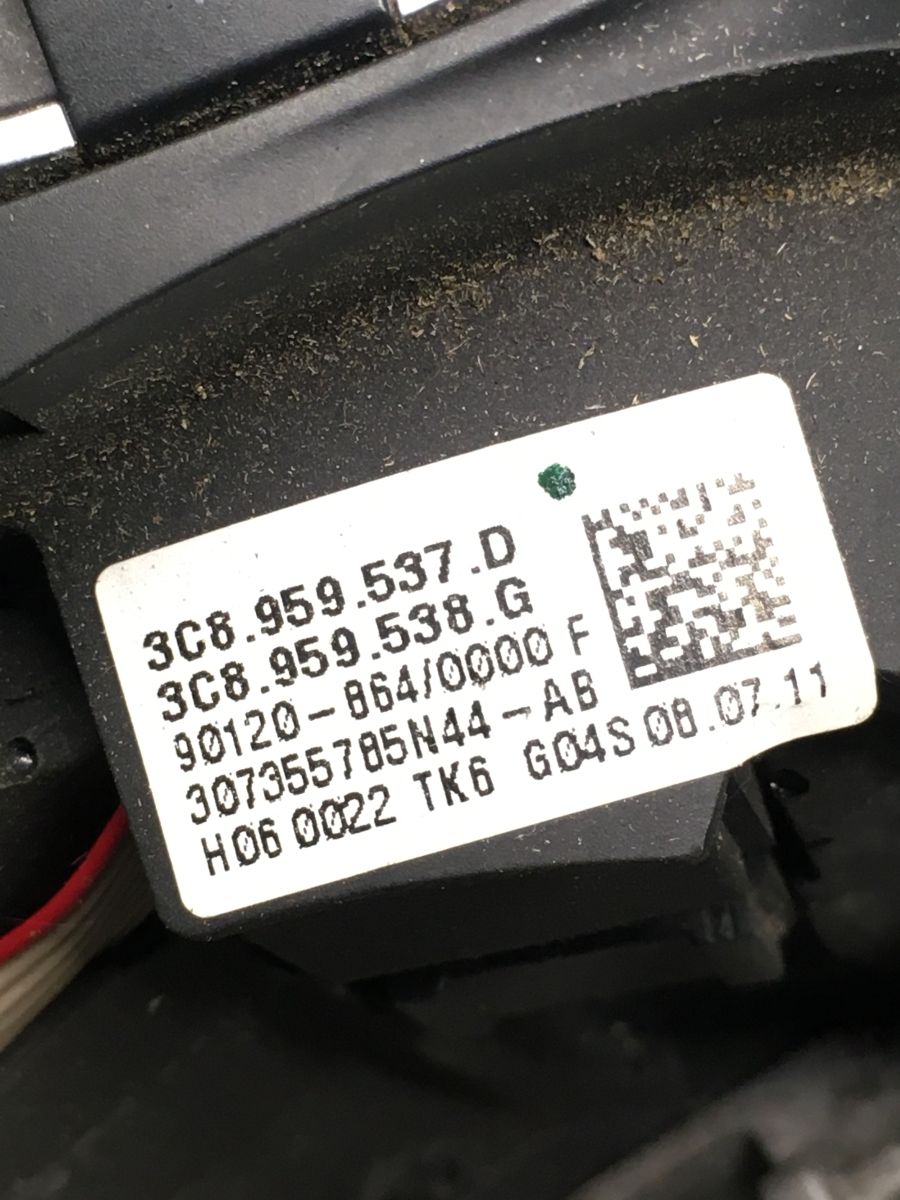 3C8.959.537.D
3C8.959.538.G
90120-864/0000 F
307355785N44-AB
H06 0022 TK6 G04S 08.07.11